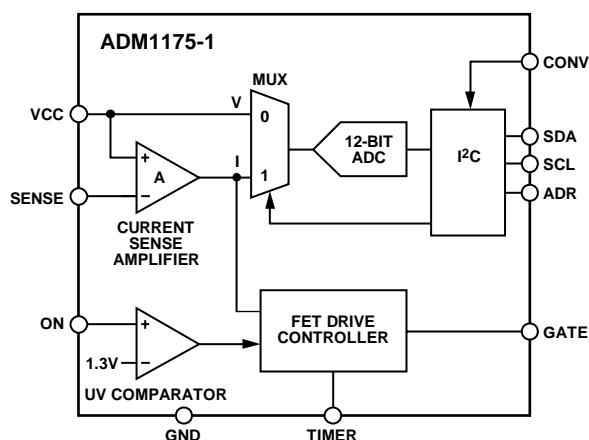 ADM1175-1
MUX
CONV
V
VCC
0
12-BIT
ADC
I²C
SDA
SCL
ADR
+
A
−
I
1
SENSE
CURRENT
SENSE
AMPLIFIER
ON
+
1.3V
−
UV COMPARATOR
FET DRIVE
CONTROLLER
GATE
GND
TIMER